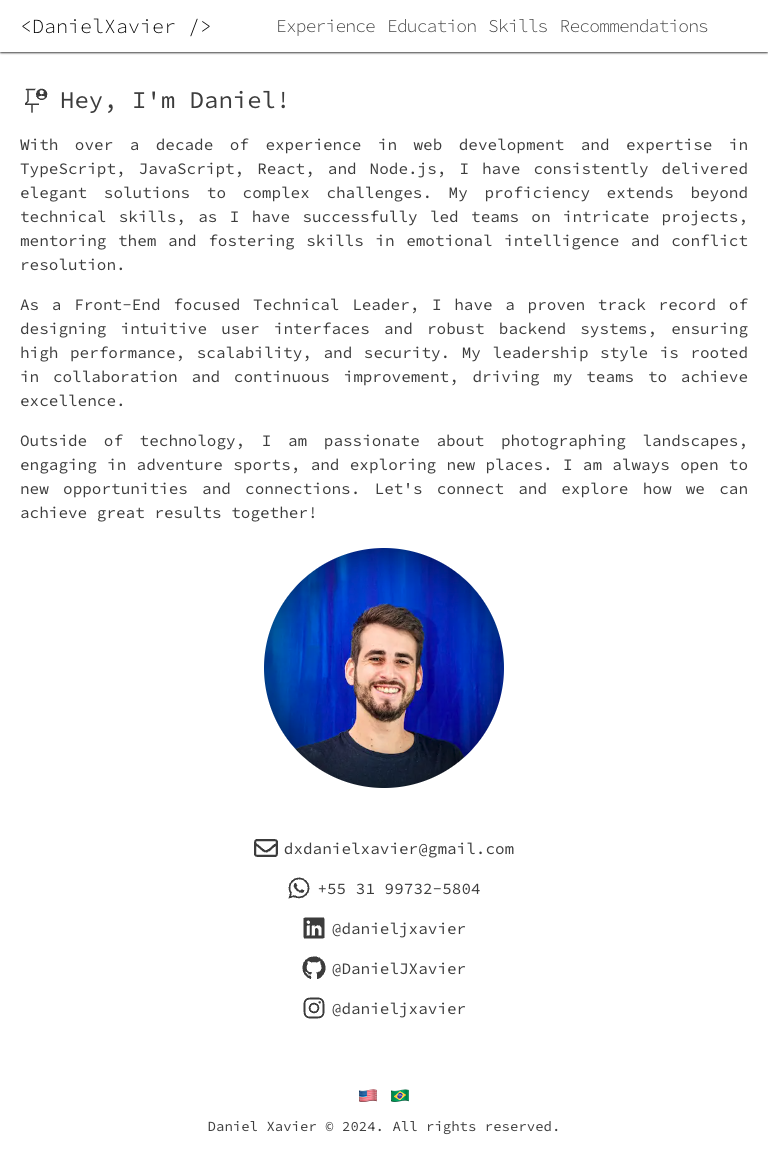 <DanielXavier />
Experience Education Skills Recommendations
Hey, I'm Daniel!
With over a decade of experience in web development and expertise in
TypeScript, JavaScript, React, and Node.js, I have consistently delivered
elegant solutions to complex challenges. My proficiency extends beyond
technical skills, as I have successfully led teams on intricate projects,
mentoring them and fostering skills in emotional intelligence and conflict
resolution.
As a Front-End focused Technical Leader, I have a proven track record of
designing intuitive user interfaces and robust backend systems, ensuring
high performance, scalability, and security. My leadership style is rooted
in collaboration and continuous improvement, driving my teams to achieve
excellence.
Outside of technology, I am passionate about photographing landscapes,
engaging in adventure sports, and exploring new places. I am always open to
new opportunities and connections. Let's connect and explore how we can
achieve great results together!
dxdanielxavier@gmail.com
+55 31 99732-5804
@danieljxavier
@DanielJXavier
@danieljxavier
Daniel Xavier © 2024. All rights reserved.